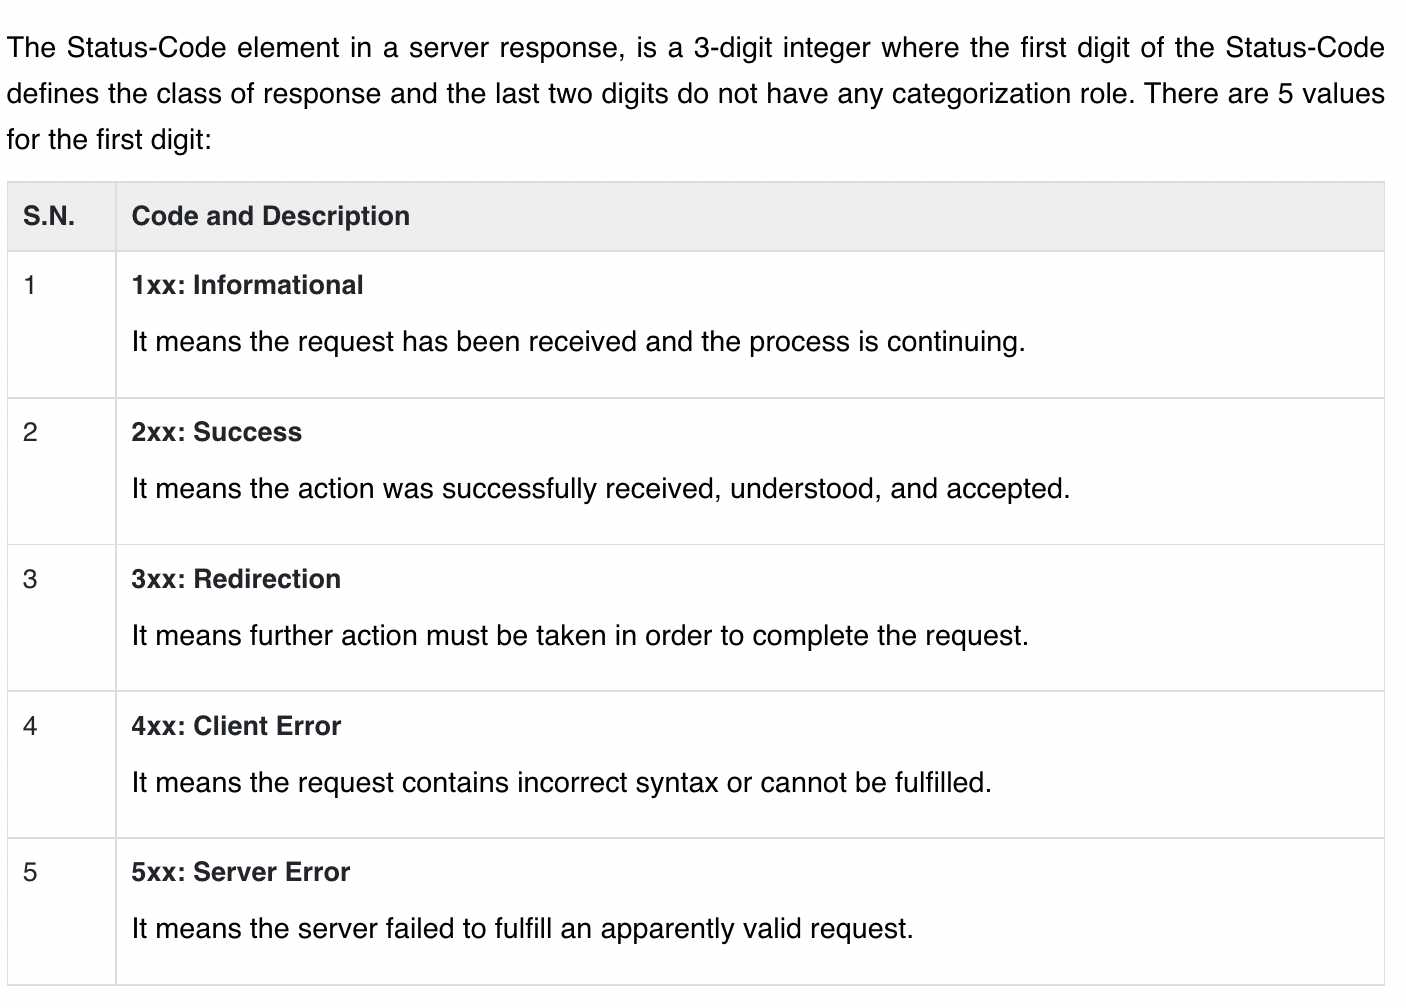 The Status-Code element in a server response, is a 3-digit integer where the first digit of the Status-Code
defines the class of response and the last two digits do not have any categorization role. There are 5 values
for the first digit:
S.N. Code and Description
1 1xx: Informational
It means the request has been received and the process is continuing.
2 2xx: Success
It means the action was successfully received, understood, and accepted.
3 3xx: Redirection
It means further action must be taken in order to complete the request.
4 4xx: Client Error
It means the request contains incorrect syntax or cannot be fulfilled.
5 5xx: Server Error
It means the server failed to fulfill an apparently valid request.